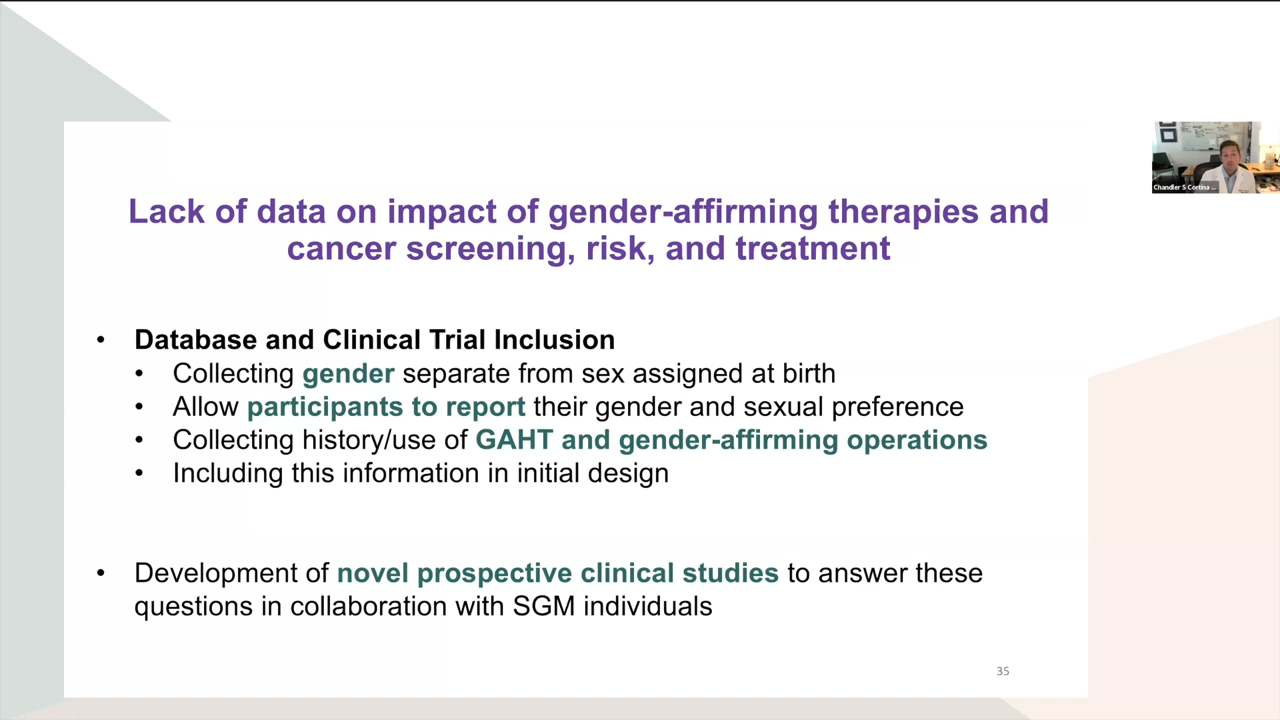 Lack of data on impact of gender-affirming therapies and
cancer screening, risk, and treatment
• Database and Clinical Trial Inclusion
• Collecting gender separate from sex assigned at birth
• Allow participants to report their gender and sexual preference
• Collecting history/use of GAHT and gender-affirming operations
• Including this information in initial design
• Development of novel prospective clinical studies to answer these
questions in collaboration with SGM individuals
35
Chandler S Cortina ...